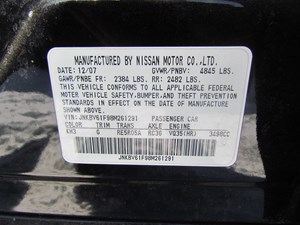 MANUFACTURED BY NISSAN MOTOR CO.,LTD.
DATE: 12/07 GVWR/PNBV: 4845 LBS.
GAWR/PNBE FR: 2384 LBS. RR: 2482 LBS.
THIS VEHICLE CONFORMS TO ALL APPLICABLE FEDERAL
MOTOR VEHICLE SAFETY,BUMPER,AND THEFT PREVENTION
STANDARDS IN EFFECT ON THE DATE OF MANUFACTURE
SHOWN ABOVE.
VIN:JNKBV61F98M261291 PASSENGER CAR
COLOR TRIM TRANS AXLE ENGINE
KH3 G RE5R05A RC36 VQ35(HR) 3498CC
JNKBV61F98M261291